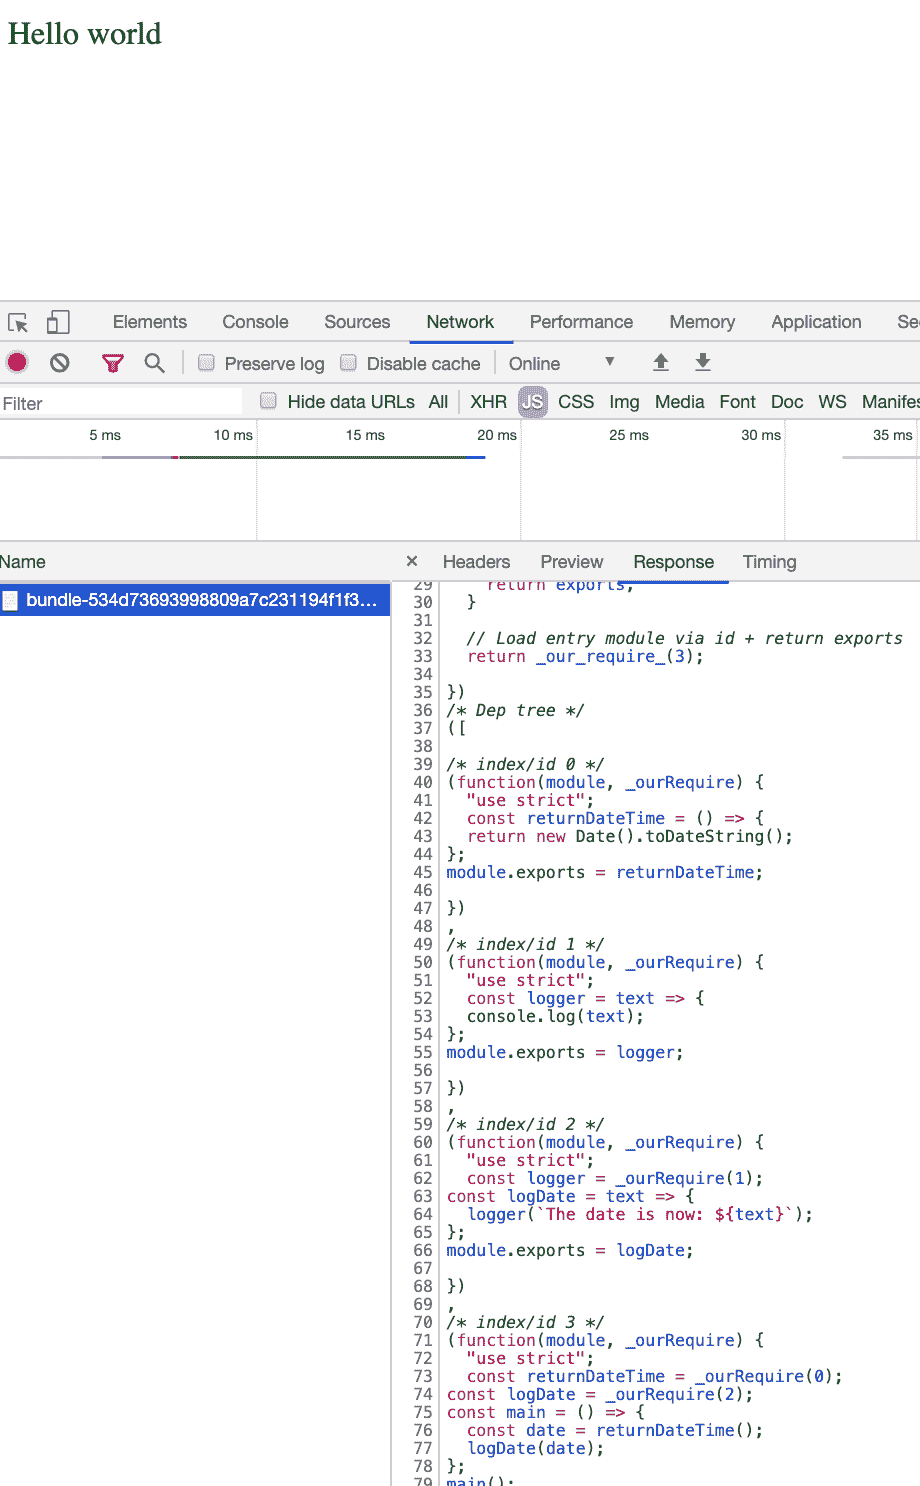 Hello world
Elements Console Sources Network Performance Memory Application Se
Preserve log Disable cache Online ▼
Filter Hide data URLs All XHR JS CSS Img Media Font Doc WS Manifes
5 ms 10 ms 15 ms 20 ms 25 ms 30 ms 35 ms
Name × Headers Preview Response Timing
bundle-534d73693998809a7c231194f1f3...
29 return exports;
30 }
31
32 // Load entry module via id + return exports
33 return _our_require_(3);
34
35 })
36 /* Dep tree */
37 ([
38
39 /* index/id 0 */
40 (function(module, _ourRequire) {
41 "use strict";
42 const returnDateTime = () => {
43 return new Date().toDateString();
44 };
45 module.exports = returnDateTime;
46
47 })
48 ,
49 /* index/id 1 */
50 (function(module, _ourRequire) {
51 "use strict";
52 const logger = text => {
53 console.log(text);
54 };
55 module.exports = logger;
56
57 })
58 ,
59 /* index/id 2 */
60 (function(module, _ourRequire) {
61 "use strict";
62 const logger = _ourRequire(1);
63 const logDate = text => {
64 logger(`The date is now: ${text}`);
65 };
66 module.exports = logDate;
67
68 })
69 ,
70 /* index/id 3 */
71 (function(module, _ourRequire) {
72 "use strict";
73 const returnDateTime = _ourRequire(0);
74 const logDate = _ourRequire(2);
75 const main = () => {
76 const date = returnDateTime();
77 logDate(date);
78 };
79 main();